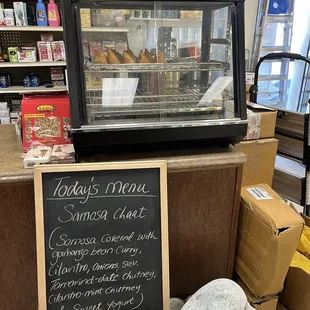 Today's Menu
Samosa Chaat
(Samosa Covered with
garbanzo bean Curry,
Cilantro, Onions, sev,
Tamarind-date chutney,
Cilantro-mint Chutney
& Sweet Yogurt)